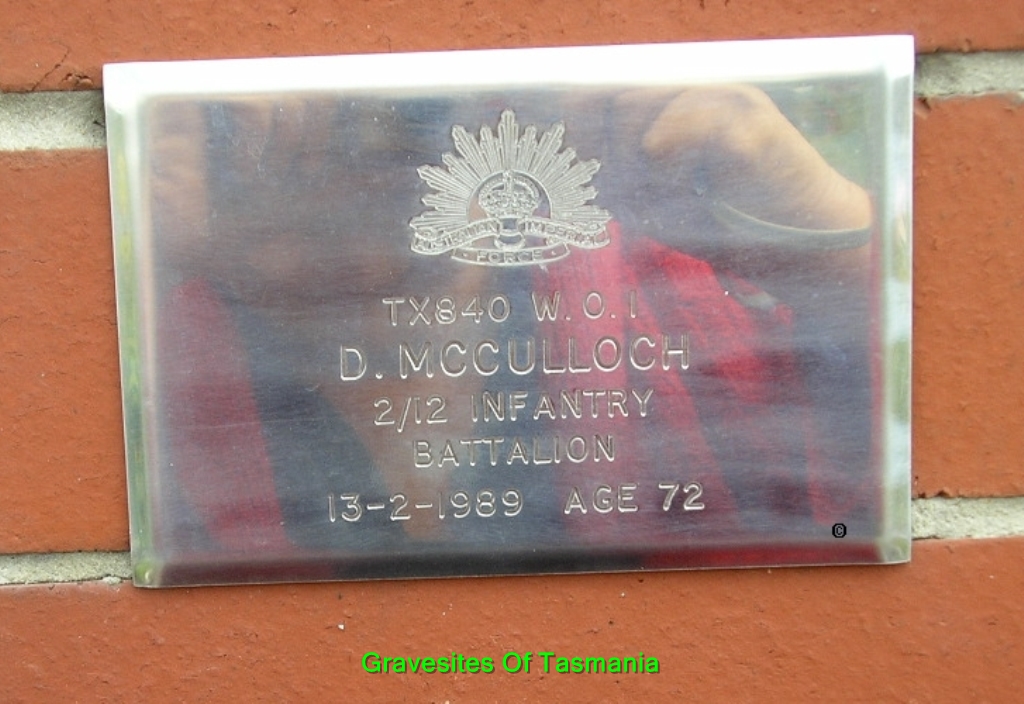 AUSTRALIAN IMPERIAL
FORCE
TX840 W. O. I
D. MCCULLOCH
2/12 INFANTRY
BATTALION
13-2-1989 AGE 72
©
Gravesites Of Tasmania